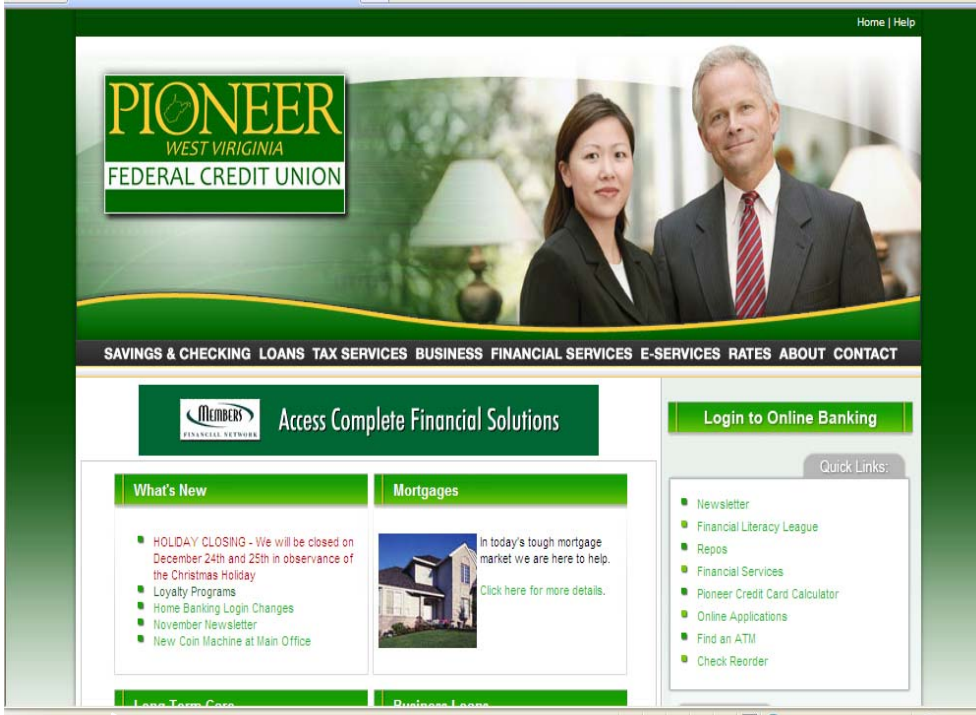 Home | Help
PIONEER
WEST VIRIGINIA
FEDERAL CREDIT UNION
SAVINGS & CHECKING LOANS TAX SERVICES BUSINESS FINANCIAL SERVICES E-SERVICES RATES ABOUT CONTACT
MEMBERS
FINANCIAL NETWORK
Access Complete Financial Solutions
Login to Online Banking
Quick Links:
What's New
HOLIDAY CLOSING - We will be closed on
December 24th and 25th in observance of
the Christmas Holiday
Loyalty Programs
Home Banking Login Changes
November Newsletter
New Coin Machine at Main Office
Mortgages
In today's tough mortgage
market we are here to help.
Click here for more details.
Newsletter
Financial Literacy League
Repos
Financial Services
Pioneer Credit Card Calculator
Online Applications
Find an ATM
Check Reorder
Long Term Care
Business Loans